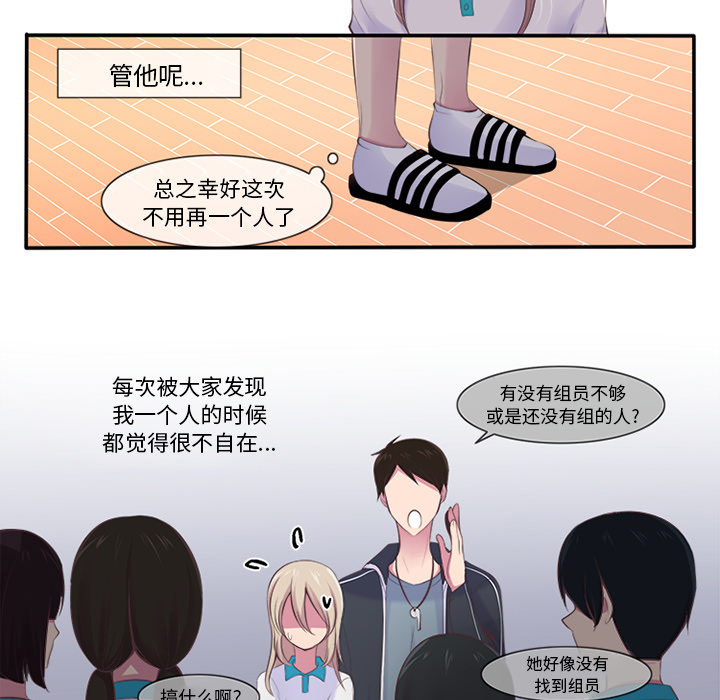 管他呢...
总之幸好这次
不用再一个人了
每次被大家发现
我一个人的时候
都觉得很不自在...
有没有组员不够
或是还没有组的人?
她好像没有
找到组员
搞什么啊?